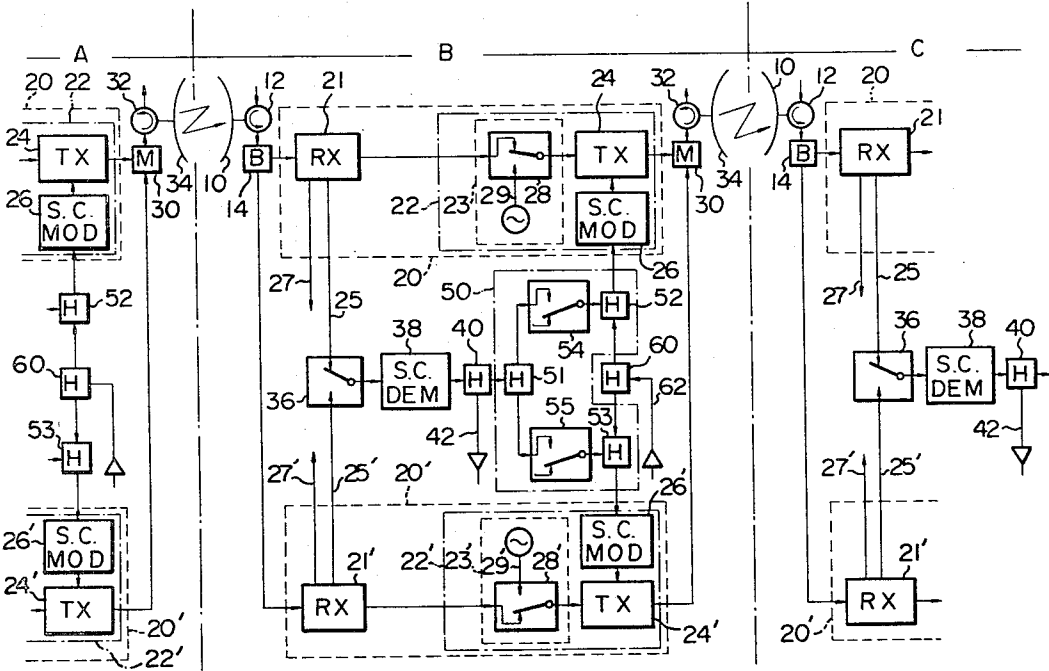 A B C
20 22 32 10 12 21 24 32 10 12 20 21
24 TX M RX TX M RX
B B
26 S.C. MOD 30 34 10 14 22 23 29 28 S.C. MOD 30 34 14
20 26
27 25 27 25
52 H 50 54 H 52
60 H 36 38 S.C. DEM 40 H H 51 H 60 36 38 S.C. DEM 40 H
53 H 42 55 53 H 62 42
27' 25' 20' 26' 27' 25'
26' S.C. MOD 22' 23' 29' 28' S.C. MOD
24' TX 21' RX TX 24' 21' RX
20' 20'
22'